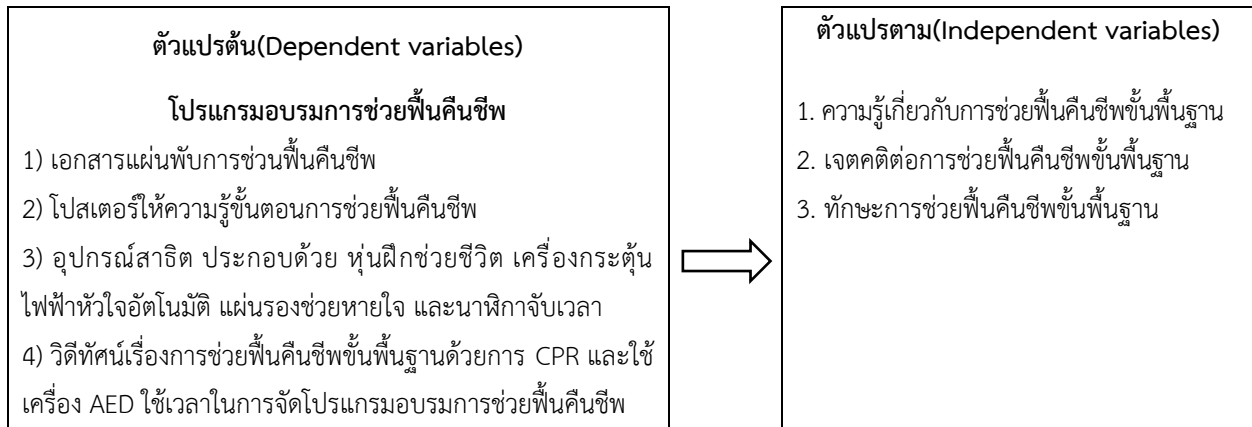 ตัวแปรต้น(Dependent variables)
โปรแกรมอบรมการช่วยฟื้นคืนชีพ
1) เอกสารแผ่นพับการช่วนฟื้นคืนชีพ
2) โปสเตอร์ให้ความรู้ขั้นตอนการช่วยฟื้นคืนชีพ
3) อุปกรณ์สาธิต ประกอบด้วย หุ่นฝึกช่วยชีวิต เครื่องกระตุ้น
ไฟฟ้าหัวใจอัตโนมัติ แผ่นรองช่วยหายใจ และนาฬิกาจับเวลา
4) วิดีทัศน์เรื่องการช่วยฟื้นคืนชีพขั้นพื้นฐานด้วยการ CPR และใช้
เครื่อง AED ใช้เวลาในการจัดโปรแกรมอบรมการช่วยฟื้นคืนชีพ
ตัวแปรตาม(Independent variables)
1. ความรู้เกี่ยวกับการช่วยฟื้นคืนชีพขั้นพื้นฐาน
2. เจตคติต่อการช่วยฟื้นคืนชีพขั้นพื้นฐาน
3. ทักษะการช่วยฟื้นคืนชีพขั้นพื้นฐาน